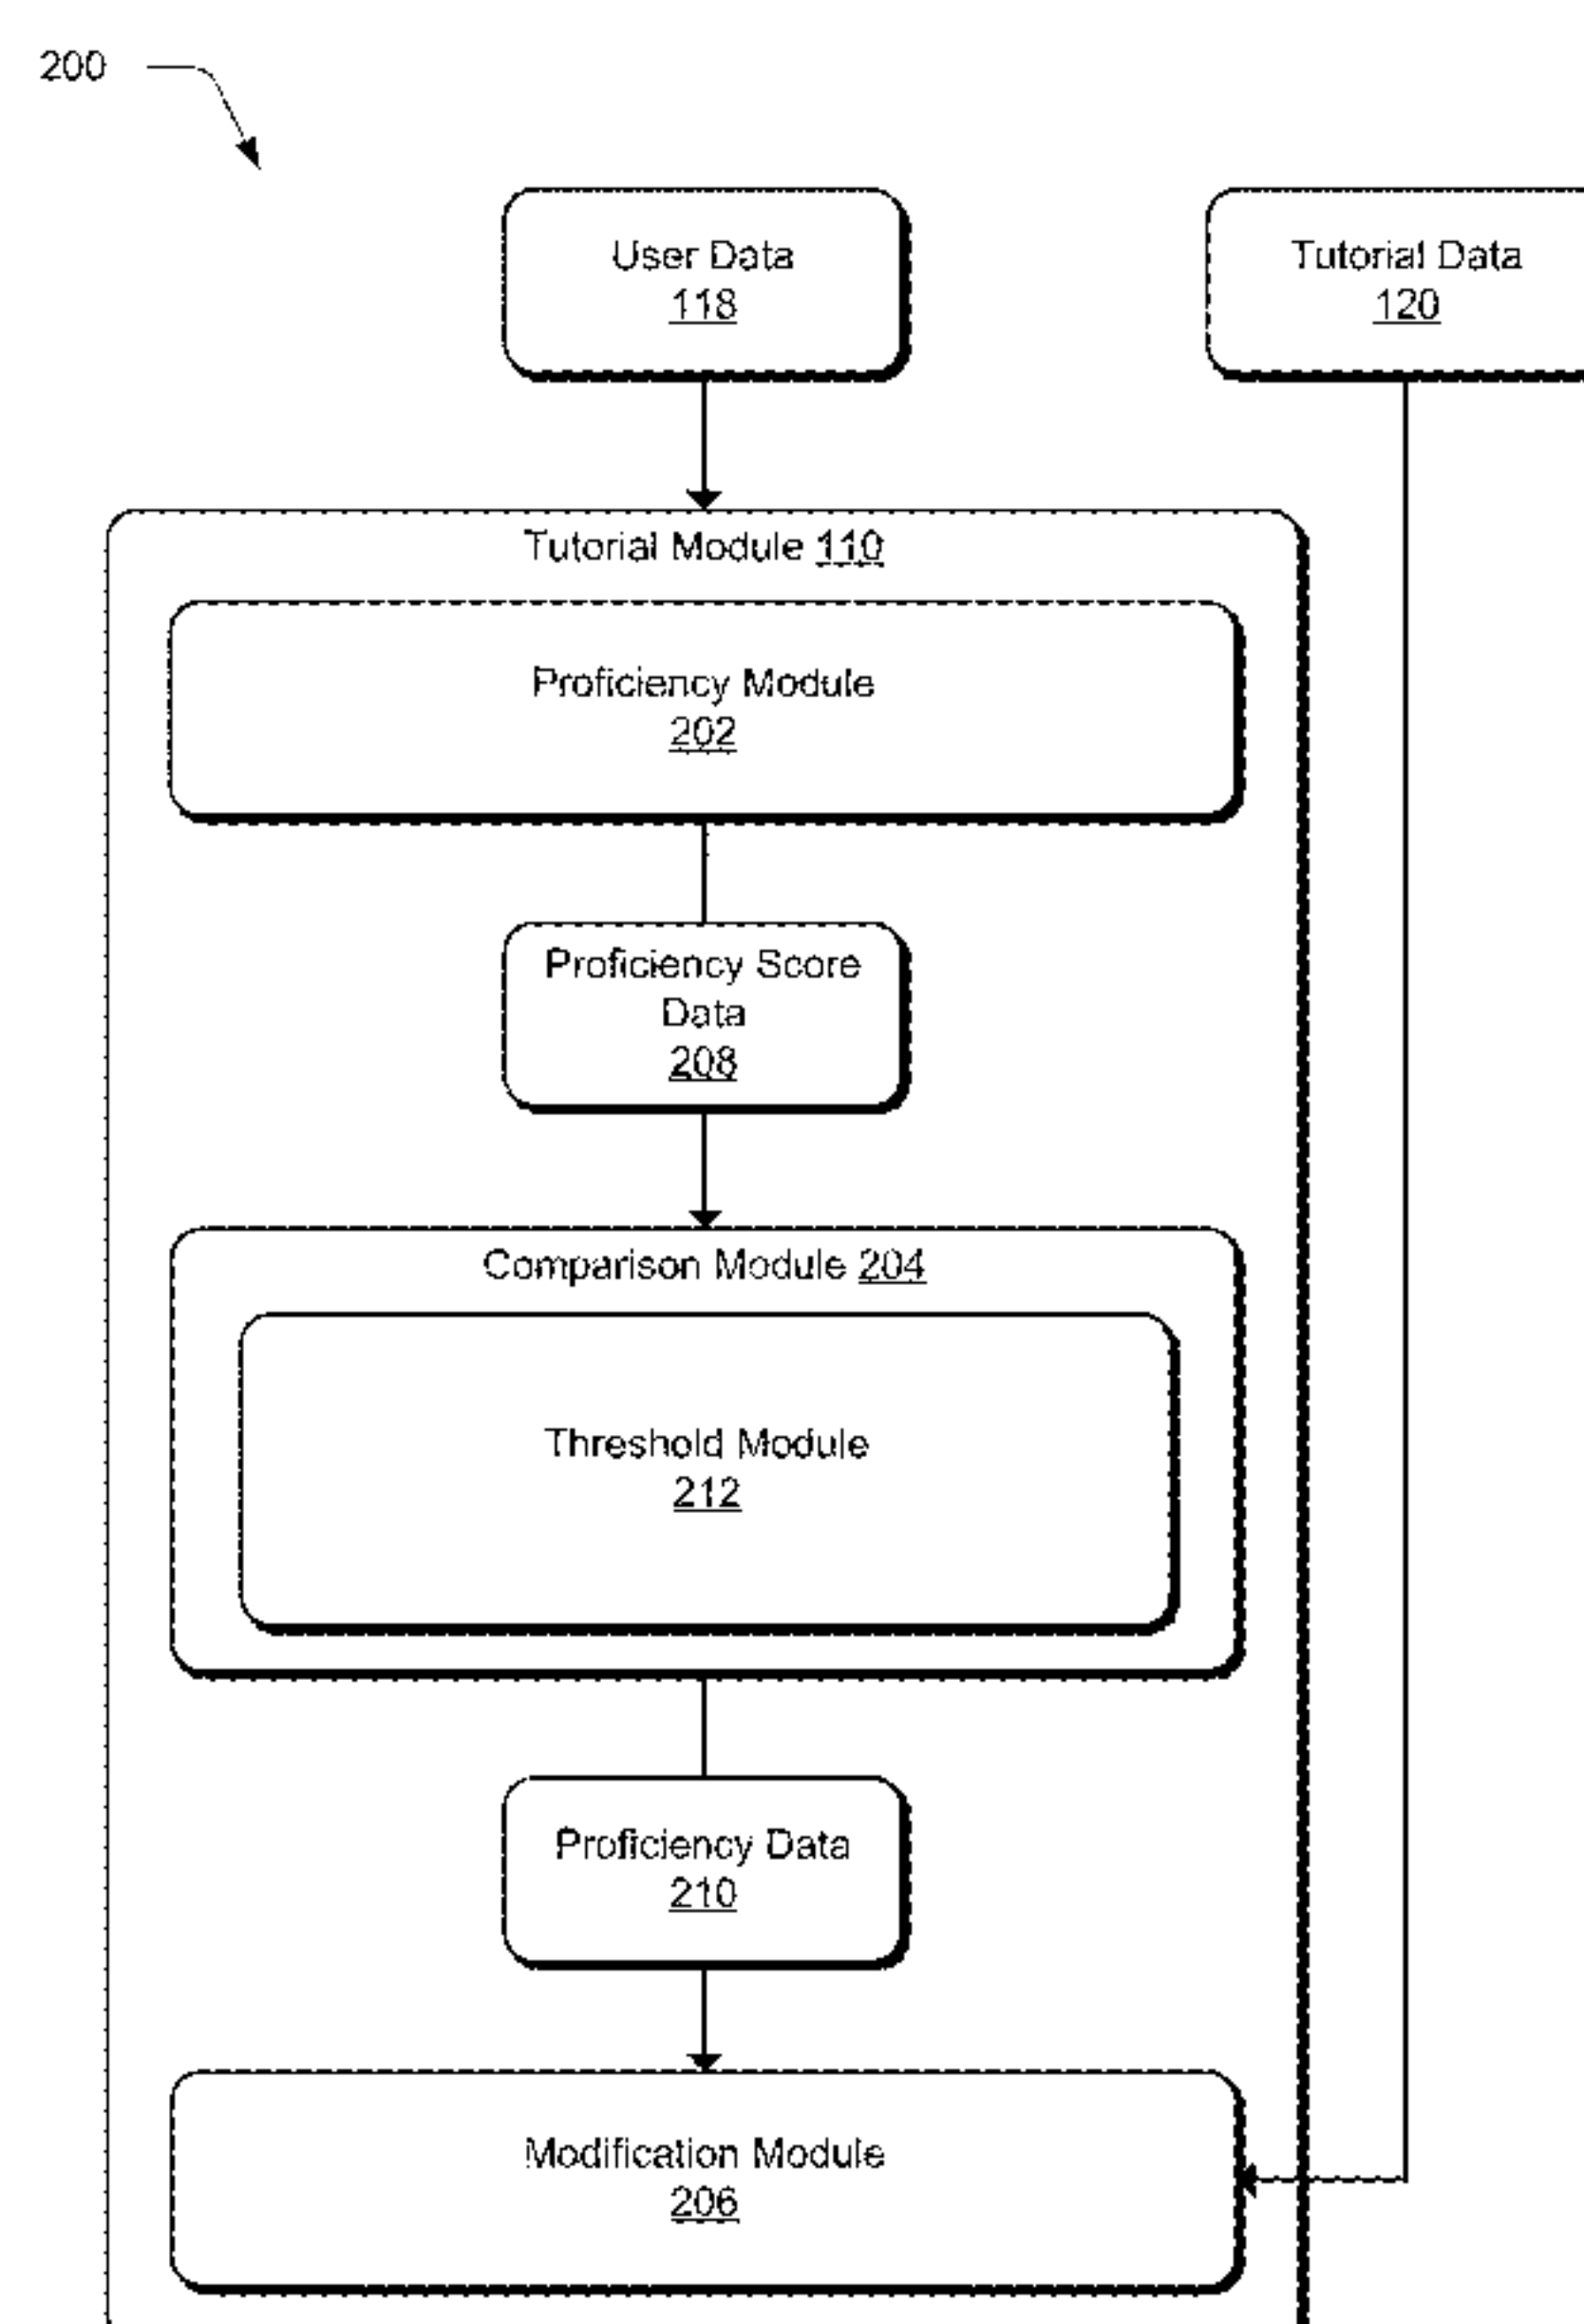 200
User Data
118
Tutorial Data
120
Tutorial Module 110
Proficiency Module
202
Proficiency Score
Data
208
Comparison Module 204
Threshold Module
212
Proficiency Data
210
Modification Module
206